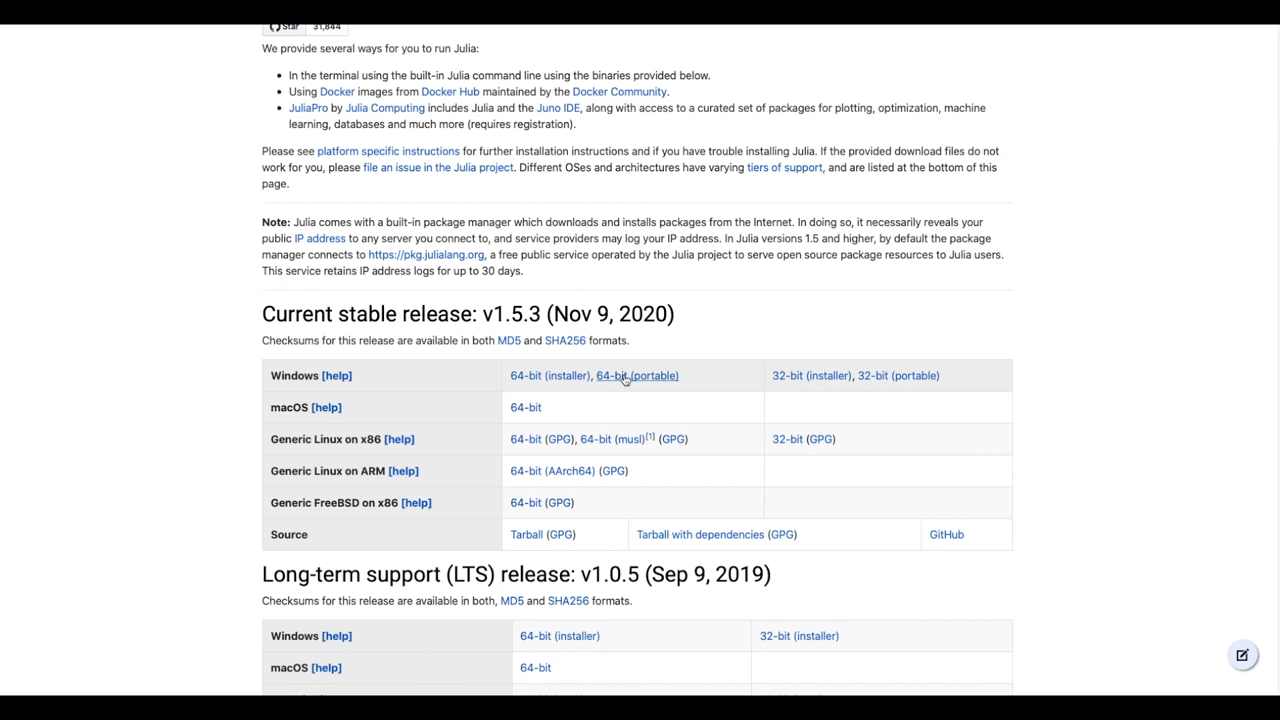 Star 31,844
We provide several ways for you to run Julia:
• In the terminal using the built-in Julia command line using the binaries provided below.
• Using Docker images from Docker Hub maintained by the Docker Community.
• JuliaPro by Julia Computing includes Julia and the Juno IDE, along with access to a curated set of packages for plotting, optimization, machine
learning, databases and much more (requires registration).
Please see platform specific instructions for further installation instructions and if you have trouble installing Julia. If the provided download files do not
work for you, please file an issue in the Julia project. Different OSes and architectures have varying tiers of support, and are listed at the bottom of this
page.
Note: Julia comes with a built-in package manager which downloads and installs packages from the Internet. In doing so, it necessarily reveals your
public IP address to any server you connect to, and service providers may log your IP address. In Julia versions 1.5 and higher, by default the package
manager connects to https://pkg.julialang.org, a free public service operated by the Julia project to serve open source package resources to Julia users.
This service retains IP address logs for up to 30 days.
Current stable release: v1.5.3 (Nov 9, 2020)
Checksums for this release are available in both MD5 and SHA256 formats.
Windows [help] 64-bit (installer), 64-bit (portable) 32-bit (installer), 32-bit (portable)
macOS [help] 64-bit
Generic Linux on x86 [help] 64-bit (GPG), 64-bit (musl)[1] (GPG) 32-bit (GPG)
Generic Linux on ARM [help] 64-bit (AArch64) (GPG)
Generic FreeBSD on x86 [help] 64-bit (GPG)
Source Tarball (GPG) Tarball with dependencies (GPG) GitHub
Long-term support (LTS) release: v1.0.5 (Sep 9, 2019)
Checksums for this release are available in both, MD5 and SHA256 formats.
Windows [help] 64-bit (installer) 32-bit (installer)
macOS [help] 64-bit